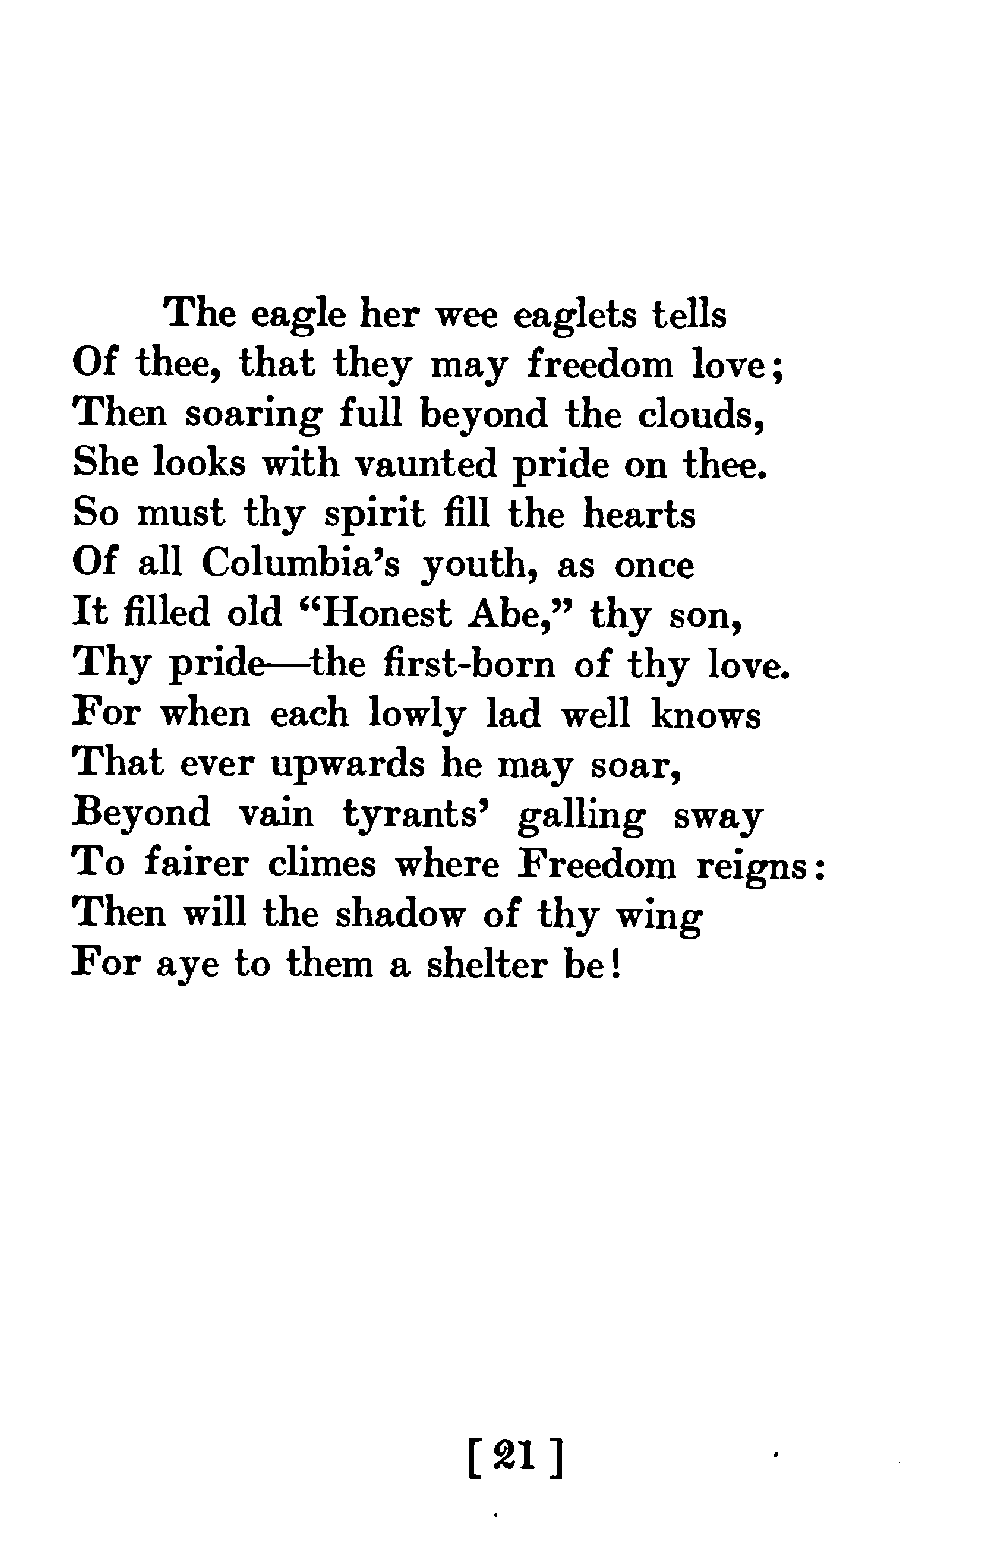 The eagle her wee eaglets tells
Of thee, that they may freedom love;
Then soaring full beyond the clouds,
She looks with vaunted pride on thee.
So must thy spirit fill the hearts
Of all Columbia's youth, as once
It filled old “Honest Abe,” thy son,
Thy pride—the first-born of thy love.
For when each lowly lad well knows
That ever upwards he may soar,
Beyond vain tyrants' galling sway
To fairer climes where Freedom reigns:
Then will the shadow of thy wing
For aye to them a shelter be!
[ 21 ]